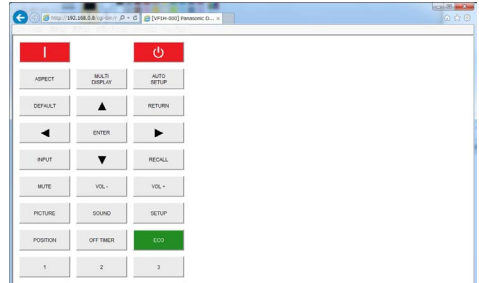 http://192.168.0.8/cgi-bin/r
[VF1H-000] Panasonic D...
ASPECT
MULTI
DISPLAY
AUTO
SETUP
DEFAULT
RETURN
ENTER
INPUT
RECALL
MUTE
VOL -
VOL +
PICTURE
SOUND
SETUP
POSITION
OFF TIMER
ECO
1
2
3